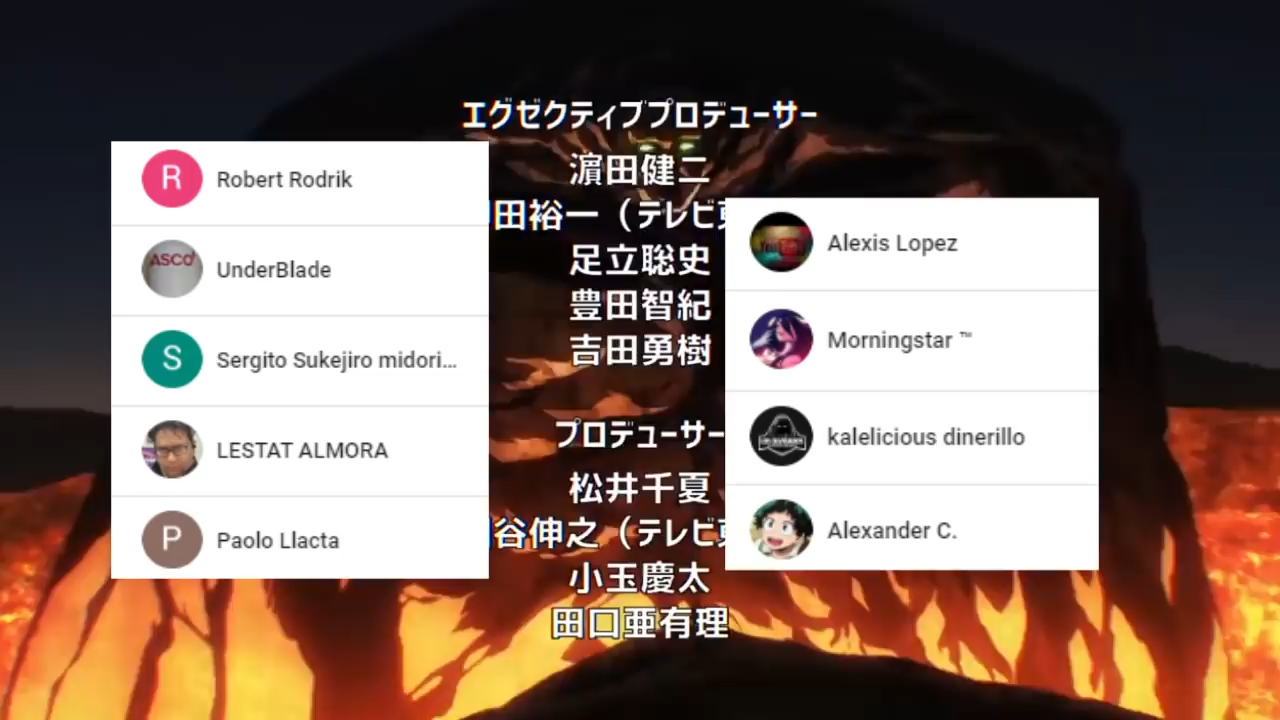 エグゼクティブプロデューサー
濵田健二
田裕一（テレビ
足立聡史
豊田智紀
吉田勇樹
プロデューサー
松井千夏
谷伸之（テレビ
小玉慶太
田口亜有理
R
Robert Rodrik
ASCO
UnderBlade
S
Sergito Sukejiro midori...
LESTAT ALMORA
P
Paolo Llacta
Alexis Lopez
Morningstar ™
kalelicious dinerillo
Alexander C.